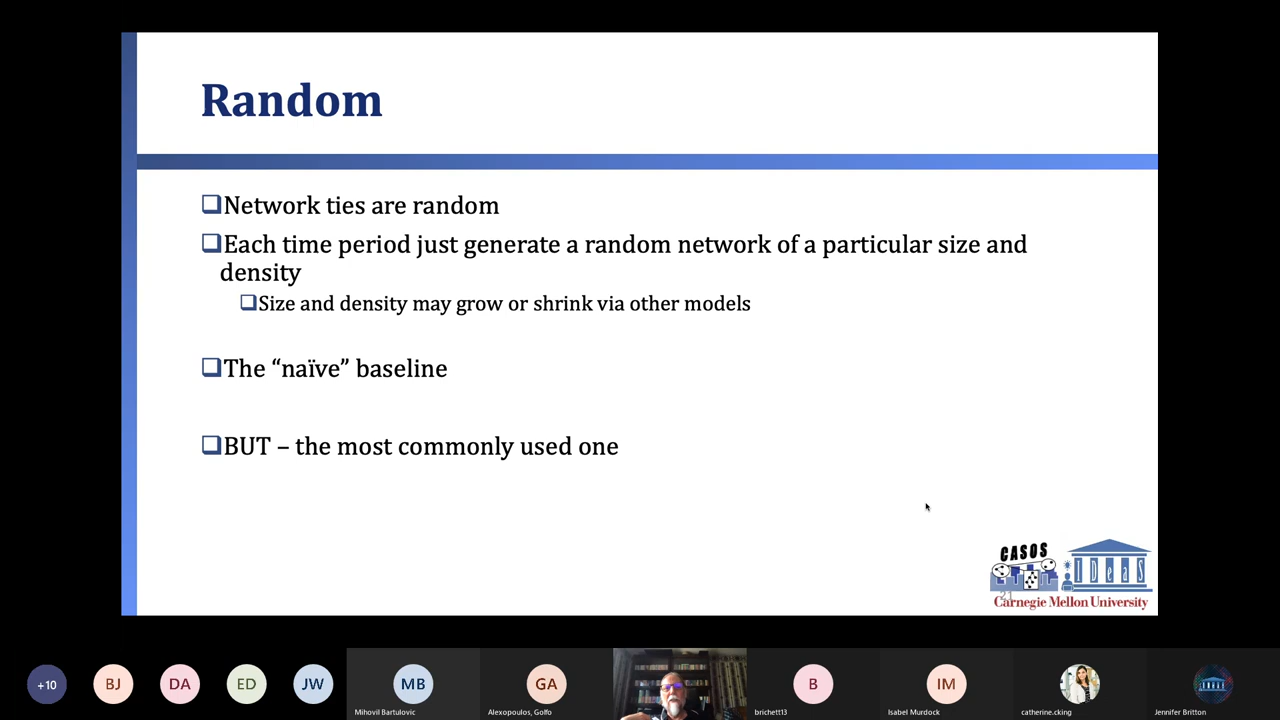 Random
Network ties are random
Each time period just generate a random network of a particular size and
density
Size and density may grow or shrink via other models
The “naïve” baseline
BUT – the most commonly used one
CASOS
IDeaS
21
Carnegie Mellon University
+10
BJ
DA
ED
JW
MB
GA
B
IM
Mihovil Bartulovic
Alexopoulos, Golfo
brichett13
Isabel Murdock
catherine.cking
Jennifer Britton